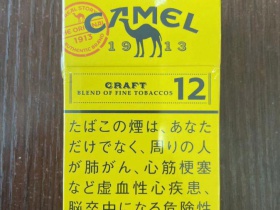 CAMEL
1913
CRAFT
BLEND OF FINE TOBACCOS
12
たばこの煙は、あなた
だけでなく、周りの人
が肺がん、心筋梗塞
など虚血性心疾患、
脳卒中になる危険性